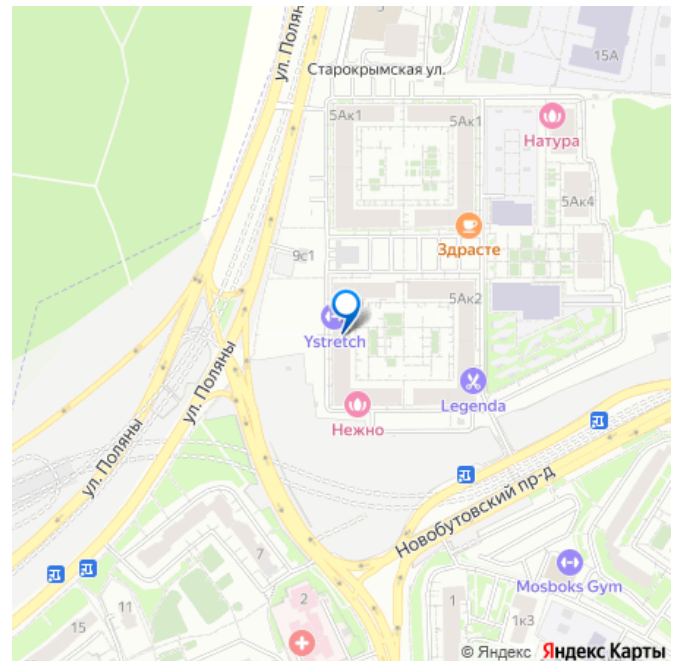 ул. Поляны
5
15А
Старокрымская ул.
5Ак1
5Ак1
Натура
5Ак4
Здрасте
9с1
5Ак2
Ystretch
Legenda
Нежно
ул. Поляны
ул. Поляны
Новобутовский пр-д
7
Mosboks Gym
2
11
1
1к3
15
© Яндекс Яндекс Карты